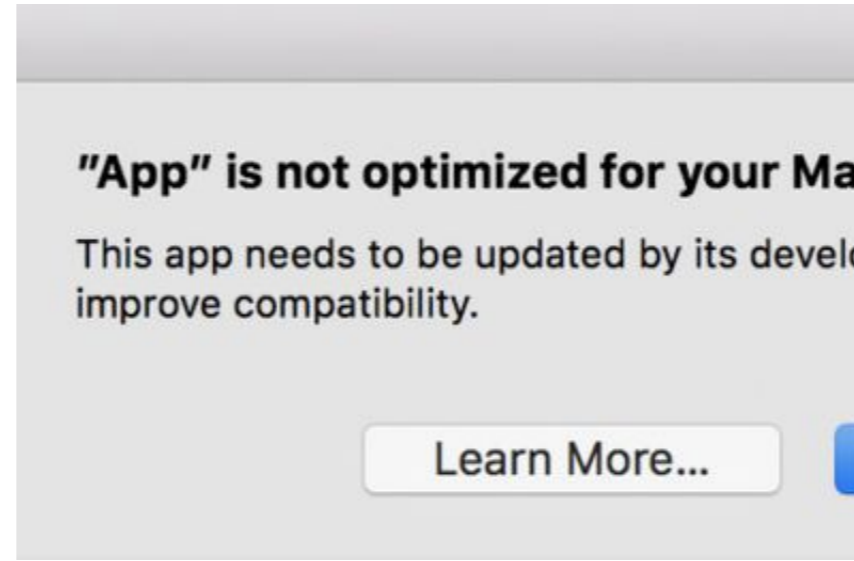 "App" is not optimized for your Ma
This app needs to be updated by its develo
improve compatibility.
Learn More...